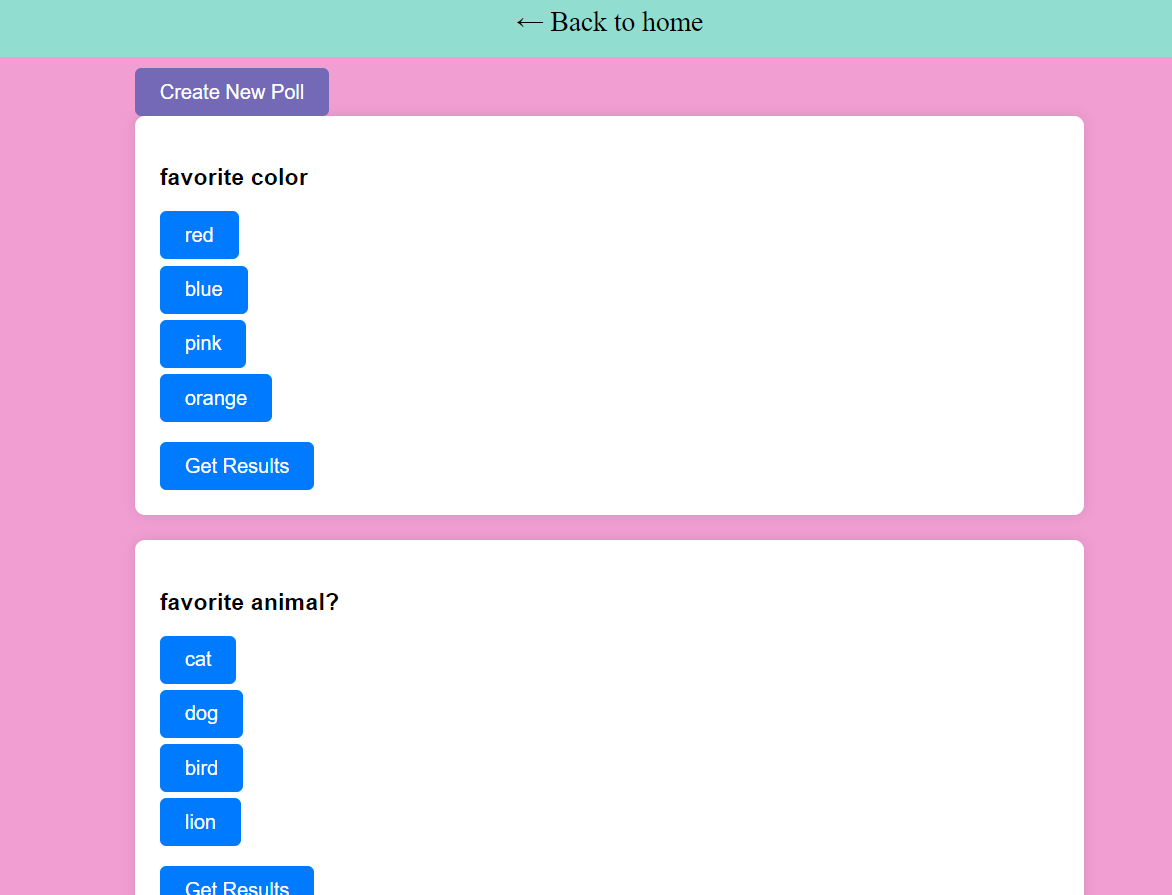 ← Back to home
Create New Poll
favorite color
red
blue
pink
orange
Get Results
favorite animal?
cat
dog
bird
lion
Get Results